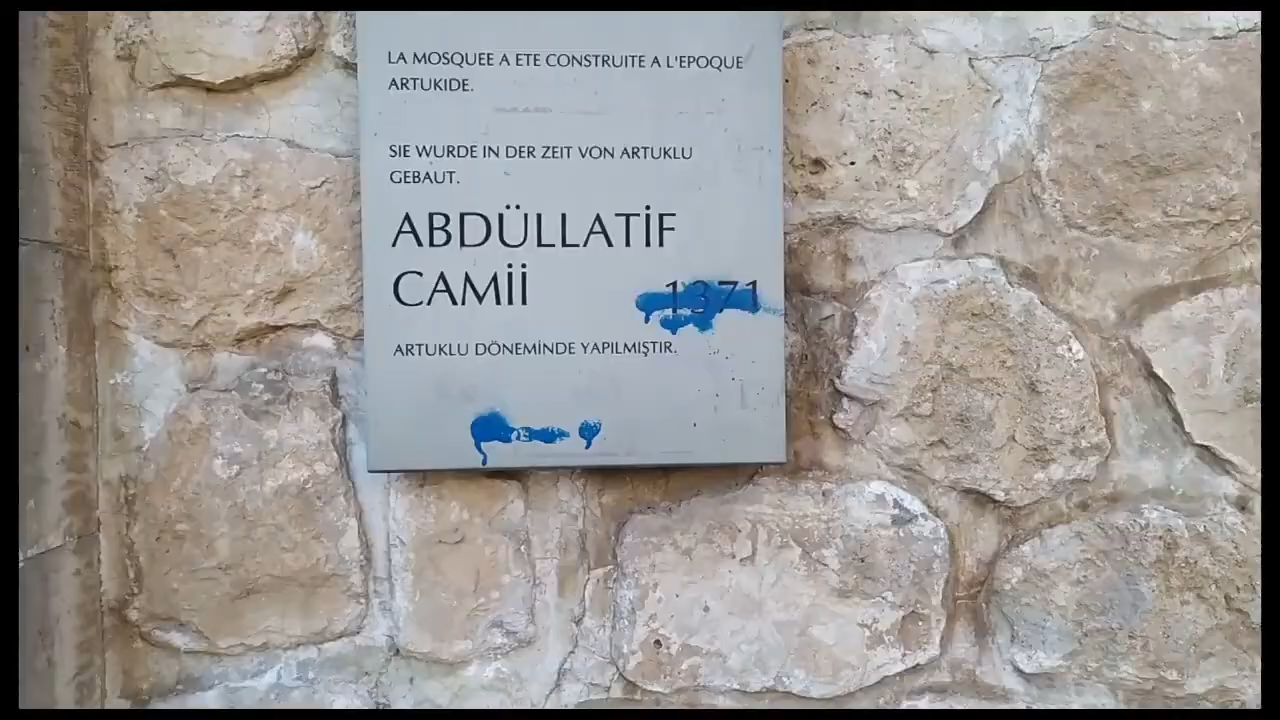 LA MOSQUEE A ETE CONSTRUITE A L'EPOQUE
ARTUKIDE.
SIE WURDE IN DER ZEIT VON ARTUKLU
GEBAUT.
ABDÜLLATİF
CAMİİ
1371
ARTUKLU DÖNEMİNDE YAPILMIŞTIR.